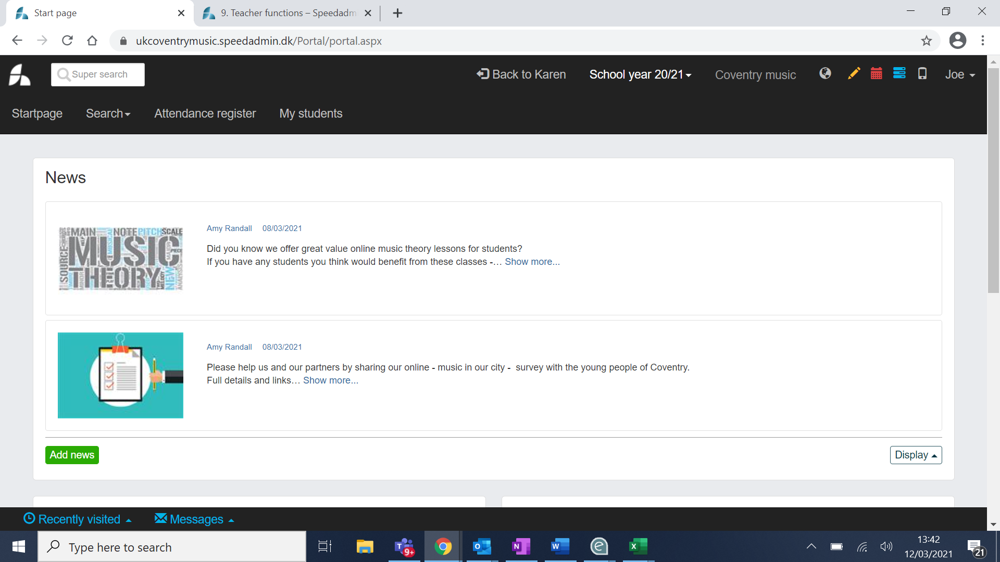 Start page
9. Teacher functions – Speedadm
ukcoventrymusic.speedadmin.dk/Portal/portal.aspx
Super search
Back to Karen
School year 20/21
Coventry music
Joe
Startpage
Search
Attendance register
My students
News
MAIN NOTE PITCH SCALE
SOURCE MUSIC
THEORY NEW
Amy Randall 08/03/2021
Did you know we offer great value online music theory lessons for students?
If you have any students you think would benefit from these classes -… Show more...
Amy Randall 08/03/2021
Please help us and our partners by sharing our online - music in our city -  survey with the young people of Coventry.
Full details and links… Show more...
Add news
Display
Recently visited
Messages
Type here to search
9+
13:42
12/03/2021
21